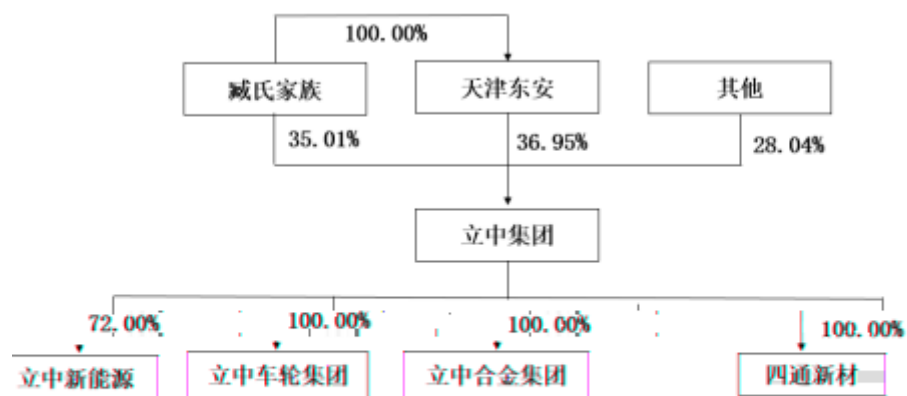 100.00%
臧氏家族
天津东安
其他
35.01%
36.95%
28.04%
立中集团
72.00%
100.00%
100.00%
100.00%
立中新能源
立中车轮集团
立中合金集团
四通新材